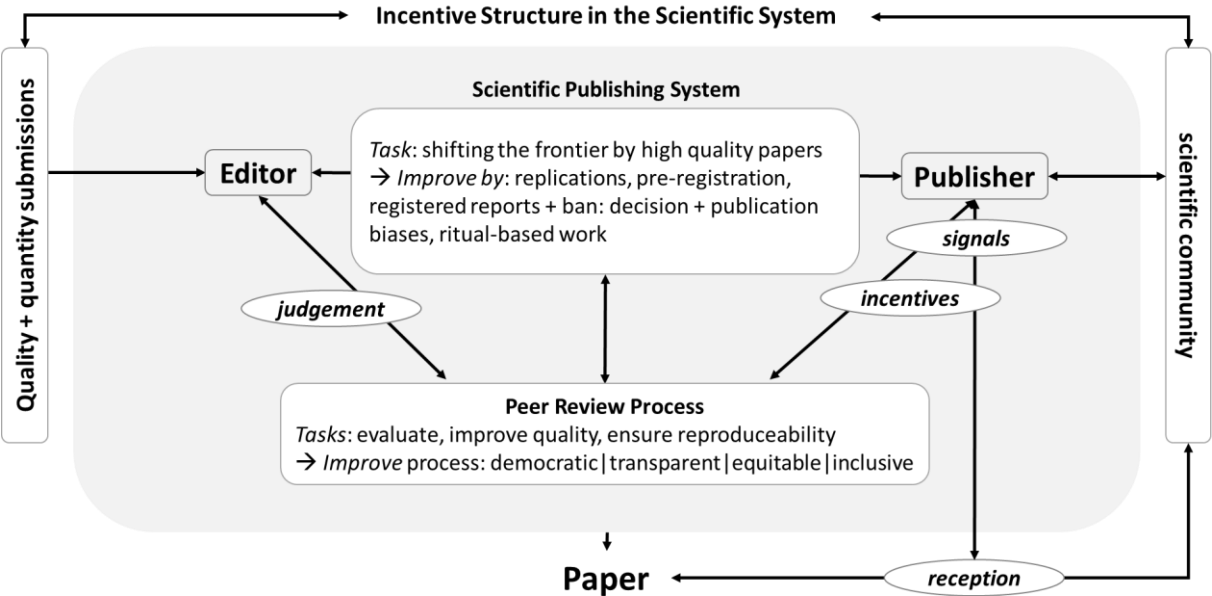 Incentive Structure in the Scientific System
Quality + quantity submissions
Scientific Publishing System
Task: shifting the frontier by high quality papers
→ Improve by: replications, pre-registration,
registered reports + ban: decision + publication
biases, ritual-based work
Editor
Publisher
scientific community
signals
incentives
judgement
Peer Review Process
Tasks: evaluate, improve quality, ensure reproduceability
→ Improve process: democratic|transparent|equitable|inclusive
Paper
reception